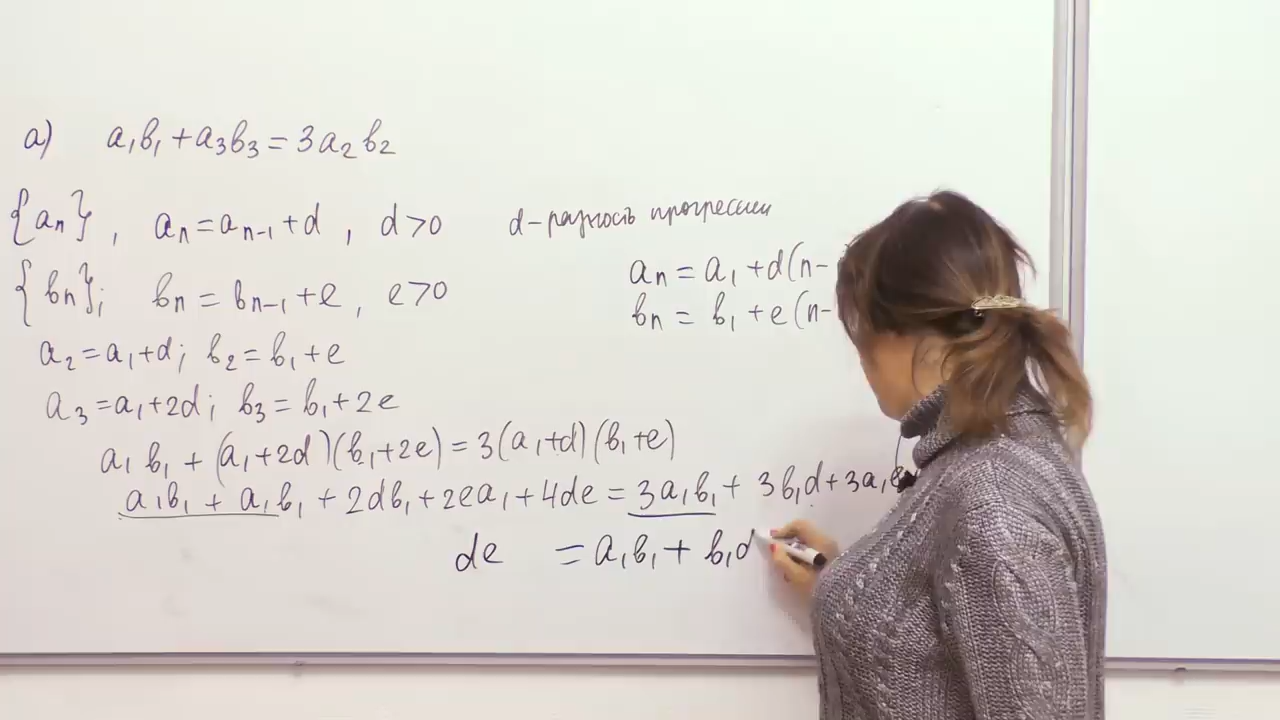 а) a₁b₁ + a₃b₃ = 3a₂b₂
{aₙ}, aₙ = aₙ₋₁ + d, d > 0 d - разность прогрессии
aₙ = a₁ + d(n-
{bₙ}; bₙ = bₙ₋₁ + e, e > 0
bₙ = b₁ + e(n-
a₂ = a₁ + d; b₂ = b₁ + e
a₃ = a₁ + 2d; b₃ = b₁ + 2e
a₁ b₁ + (a₁ + 2d)(b₁ + 2e) = 3(a₁ + d)(b₁ + e)
a₁b₁ + a₁b₁ + 2db₁ + 2ea₁ + 4de = 3a₁b₁ + 3b₁d + 3a₁e
de = a₁b₁ + b₁d